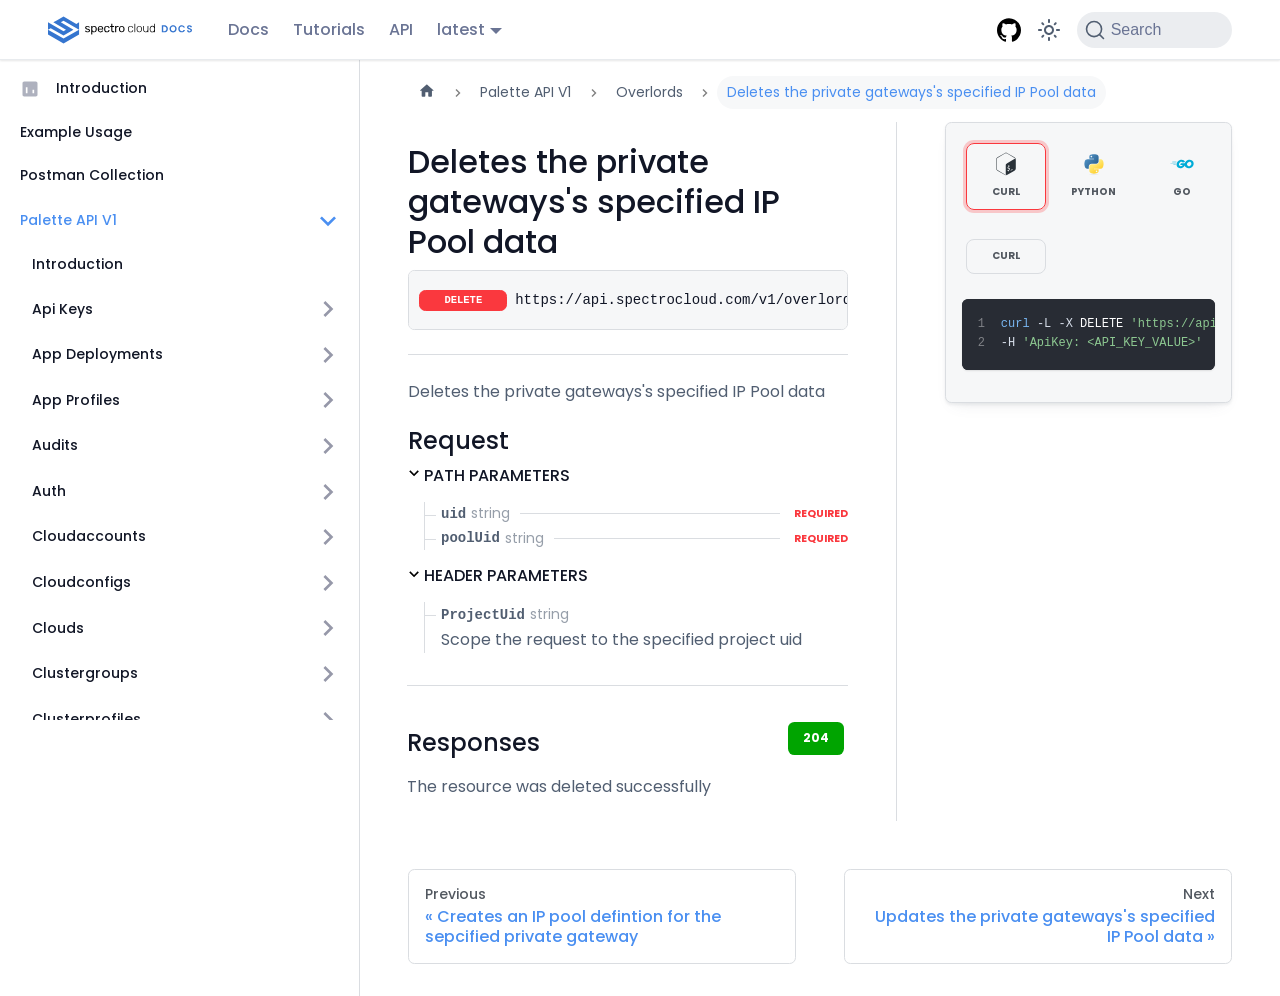 spectro cloud DOCS
Docs
Tutorials
API
latest
Search
Introduction
Example Usage
Postman Collection
Palette API V1
Introduction
Api Keys
App Deployments
App Profiles
Audits
Auth
Cloudaccounts
Cloudconfigs
Clouds
Clustergroups
Clusterprofiles
Palette API V1
Overlords
Deletes the private gateways's specified IP Pool data
Deletes the private
gateways's specified IP
Pool data
DELETE https://api.spectrocloud.com/v1/overlord
Deletes the private gateways's specified IP Pool data
Request
PATH PARAMETERS
uid string REQUIRED
poolUid string REQUIRED
HEADER PARAMETERS
ProjectUid string
Scope the request to the specified project uid
Responses
204
The resource was deleted successfully
CURL
PYTHON
GO
CURL
1 curl -L -X DELETE 'https://api
2 -H 'ApiKey: <API_KEY_VALUE>'
Previous
« Creates an IP pool defintion for the
sepcified private gateway
Next
Updates the private gateways's specified
IP Pool data »